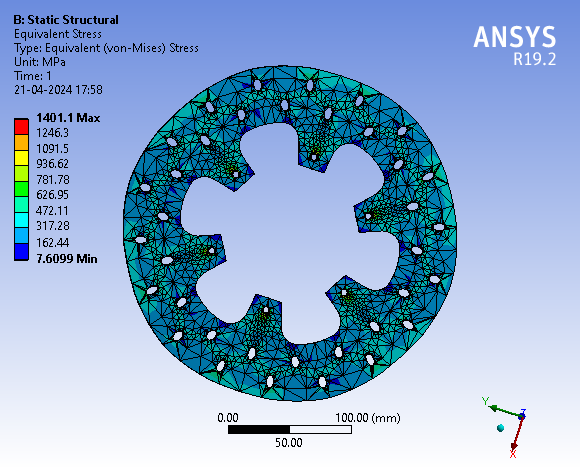 B: Static Structural
Equivalent Stress
Type: Equivalent (von-Mises) Stress
Unit: MPa
Time: 1
21-04-2024 17:58
ANSYS
R19.2
1401.1 Max
1246.3
1091.5
936.62
781.78
626.95
472.11
317.28
162.44
7.6099 Min
0.00
100.00 (mm)
50.00
Y
Z
X